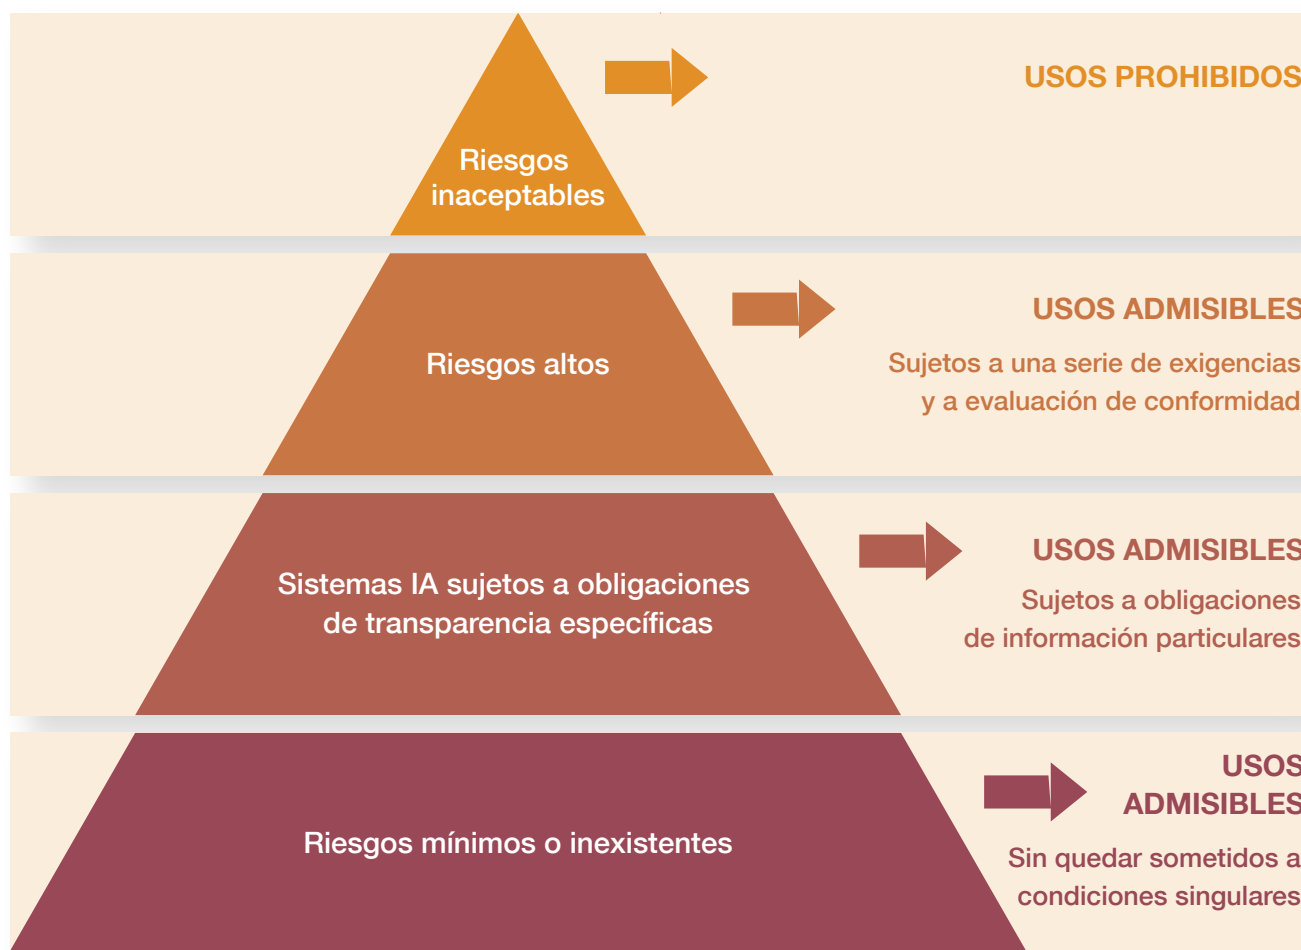 USOS PROHIBIDOS
Riesgos
inaceptables
Riesgos altos
USOS ADMISIBLES
Sujetos a una serie de exigencias
y a evaluación de conformidad
Sistemas IA sujetos a obligaciones
de transparencia específicas
USOS ADMISIBLES
Sujetos a obligaciones
de información particulares
Riesgos mínimos o inexistentes
USOS
ADMISIBLES
Sin quedar sometidos a
condiciones singulares